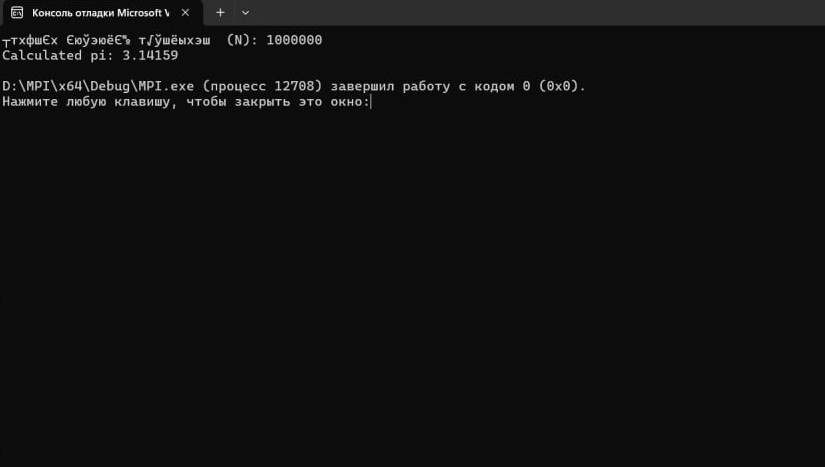 Консоль отладки Microsoft V
┬тхфшЄх ЄюўэюёЄ№ т√ўшёыхэш  (N): 1000000
Calculated pi: 3.14159
D:\MPI\x64\Debug\MPI.exe (процесс 12708) завершил работу с кодом 0 (0x0).
Нажмите любую клавишу, чтобы закрыть это окно: